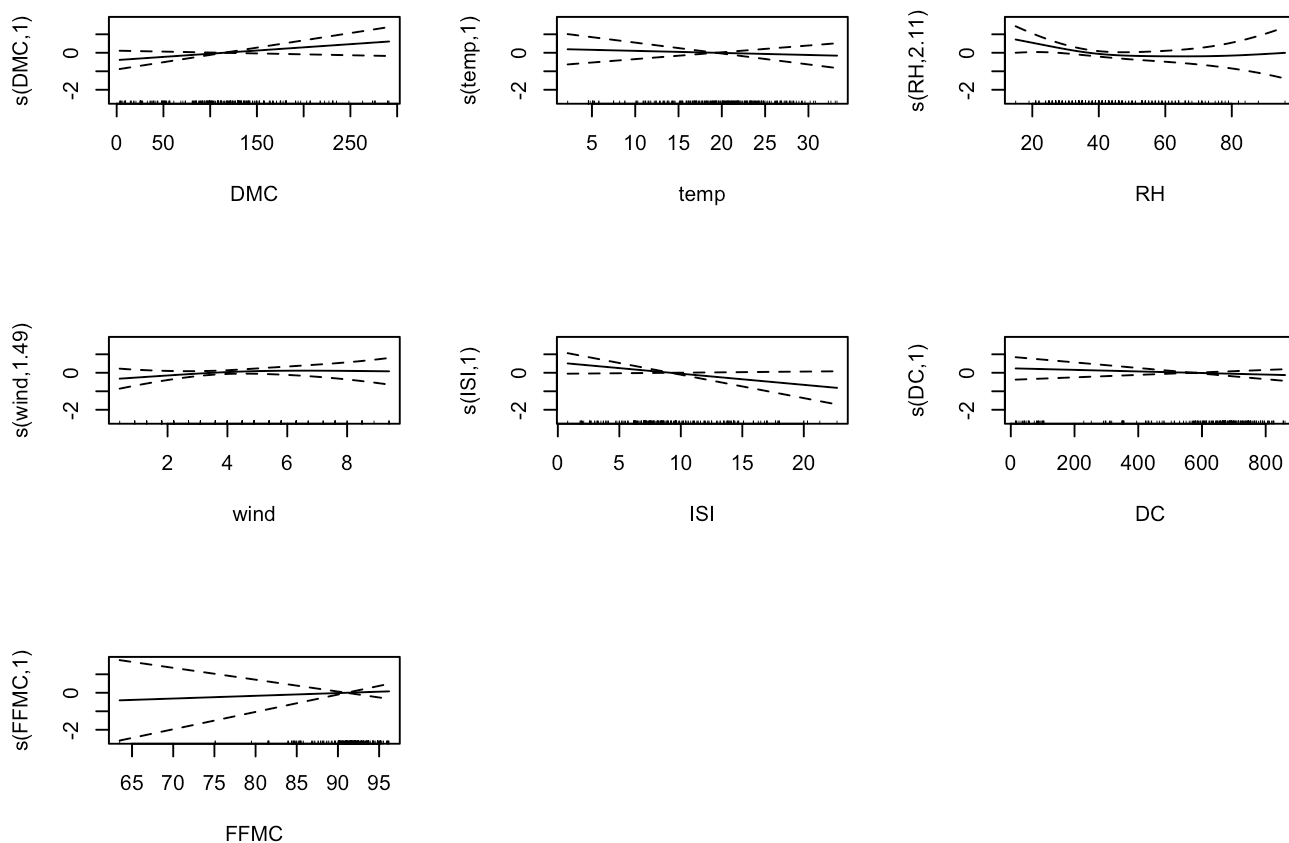 s(DMC,1)
0
-2
0 50 150 250
DMC
s(temp,1)
0
-2
5 10 15 20 25 30
temp
s(RH,2.11)
0
-2
20 40 60 80
RH
s(wind,1.49)
0
-2
2 4 6 8
wind
s(ISI,1)
0
-2
0 5 10 15 20
ISI
s(DC,1)
0
-2
0 200 400 600 800
DC
s(FFMC,1)
0
-2
65 70 75 80 85 90 95
FFMC